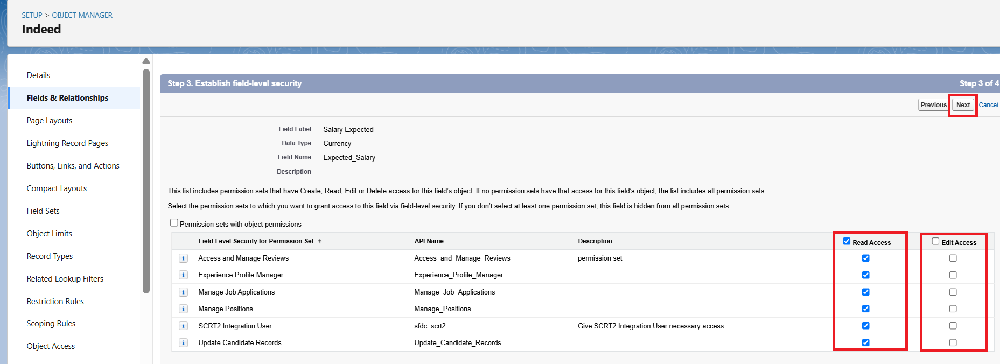 SETUP > OBJECT MANAGER
Indeed
Details
Fields & Relationships
Page Layouts
Lightning Record Pages
Buttons, Links, and Actions
Compact Layouts
Field Sets
Object Limits
Record Types
Related Lookup Filters
Restriction Rules
Scoping Rules
Object Access
Step 3. Establish field-level security Step 3 of 4
Previous Next Cancel
Field Label Salary Expected
Data Type Currency
Field Name Expected_Salary
Description
This list includes permission sets that have Create, Read, Edit or Delete access for this field's object. If no permission sets have that access for this field's object, the list includes all permission sets.
Select the permission sets to which you want to grant access to this field via field-level security. If you don't select at least one permission set, this field is hidden from all permission sets.
Permission sets with object permissions
Field-Level Security for Permission Set ↑ API Name Description Read Access Edit Access
Access and Manage Reviews Access_and_Manage_Reviews permission set
Experience Profile Manager Experience_Profile_Manager
Manage Job Applications Manage_Job_Applications
Manage Positions Manage_Positions
SCRT2 Integration User sfdc_scrt2 Give SCRT2 Integration User necessary access
Update Candidate Records Update_Candidate_Records